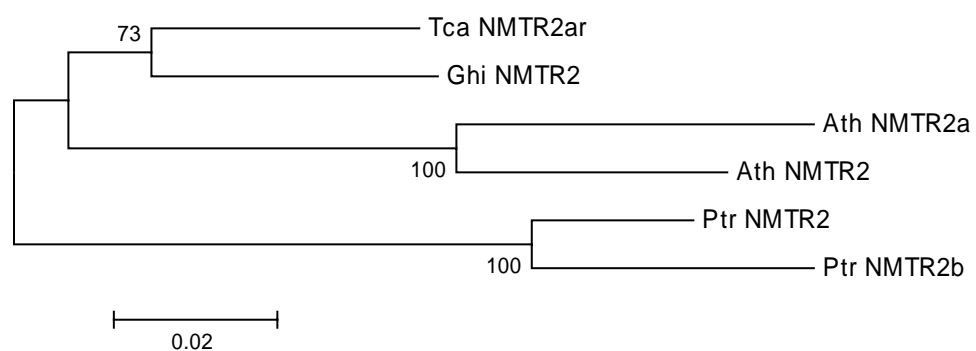 Tca NMTR2ar
73
Ghi NMTR2
Ath NMTR2a
100
Ath NMTR2
Ptr NMTR2
100
Ptr NMTR2b
0.02